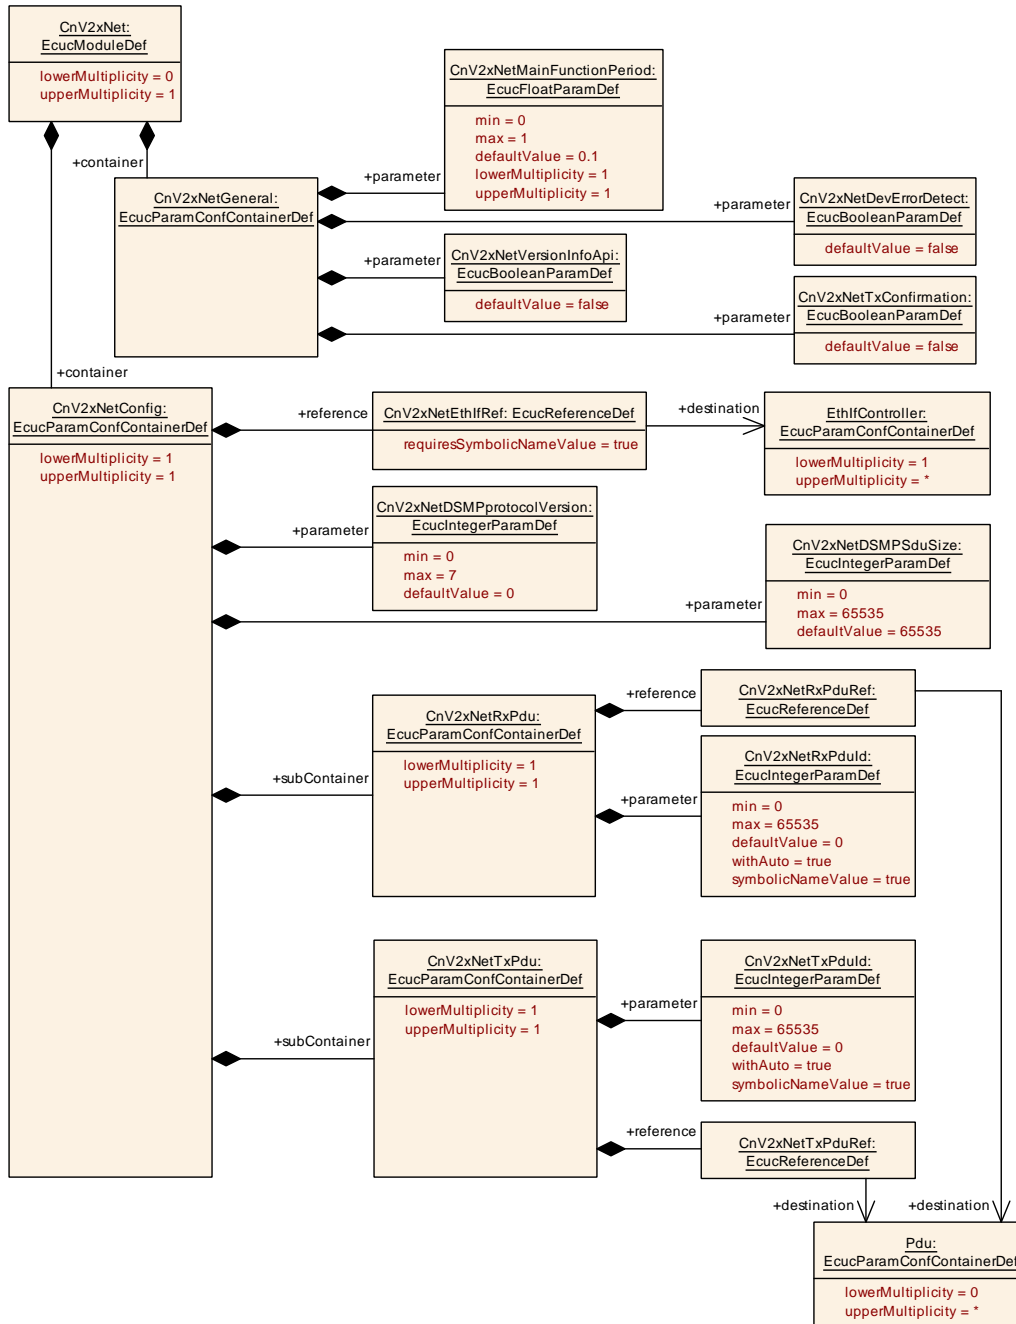 CnV2xNet:
EcucModuleDef
lowerMultiplicity = 0
upperMultiplicity = 1
+container
CnV2xNetMainFunctionPeriod:
EcucFloatParamDef
min = 0
max = 1
defaultValue = 0.1
lowerMultiplicity = 1
upperMultiplicity = 1
+parameter
CnV2xNetGeneral:
EcucParamConfContainerDef
+parameter
CnV2xNetDevErrorDetect:
EcucBooleanParamDef
defaultValue = false
+parameter
CnV2xNetVersionInfoApi:
EcucBooleanParamDef
defaultValue = false
+parameter
CnV2xNetTxConfirmation:
EcucBooleanParamDef
defaultValue = false
+container
CnV2xNetConfig:
EcucParamConfContainerDef
lowerMultiplicity = 1
upperMultiplicity = 1
+reference
CnV2xNetEthIfRef: EcucReferenceDef
requiresSymbolicNameValue = true
+destination
EthIfController:
EcucParamConfContainerDef
lowerMultiplicity = 1
upperMultiplicity = *
+parameter
CnV2xNetDSMPprotocolVersion:
EcucIntegerParamDef
min = 0
max = 7
defaultValue = 0
+parameter
CnV2xNetDSMPSduSize:
EcucIntegerParamDef
min = 0
max = 65535
defaultValue = 65535
+subContainer
CnV2xNetRxPdu:
EcucParamConfContainerDef
lowerMultiplicity = 1
upperMultiplicity = 1
+reference
CnV2xNetRxPduRef:
EcucReferenceDef
+parameter
CnV2xNetRxPduId:
EcucIntegerParamDef
min = 0
max = 65535
defaultValue = 0
withAuto = true
symbolicNameValue = true
+subContainer
CnV2xNetTxPdu:
EcucParamConfContainerDef
lowerMultiplicity = 1
upperMultiplicity = 1
+parameter
CnV2xNetTxPduId:
EcucIntegerParamDef
min = 0
max = 65535
defaultValue = 0
withAuto = true
symbolicNameValue = true
+reference
CnV2xNetTxPduRef:
EcucReferenceDef
+destination
+destination
Pdu:
EcucParamConfContainerDef
lowerMultiplicity = 0
upperMultiplicity = *